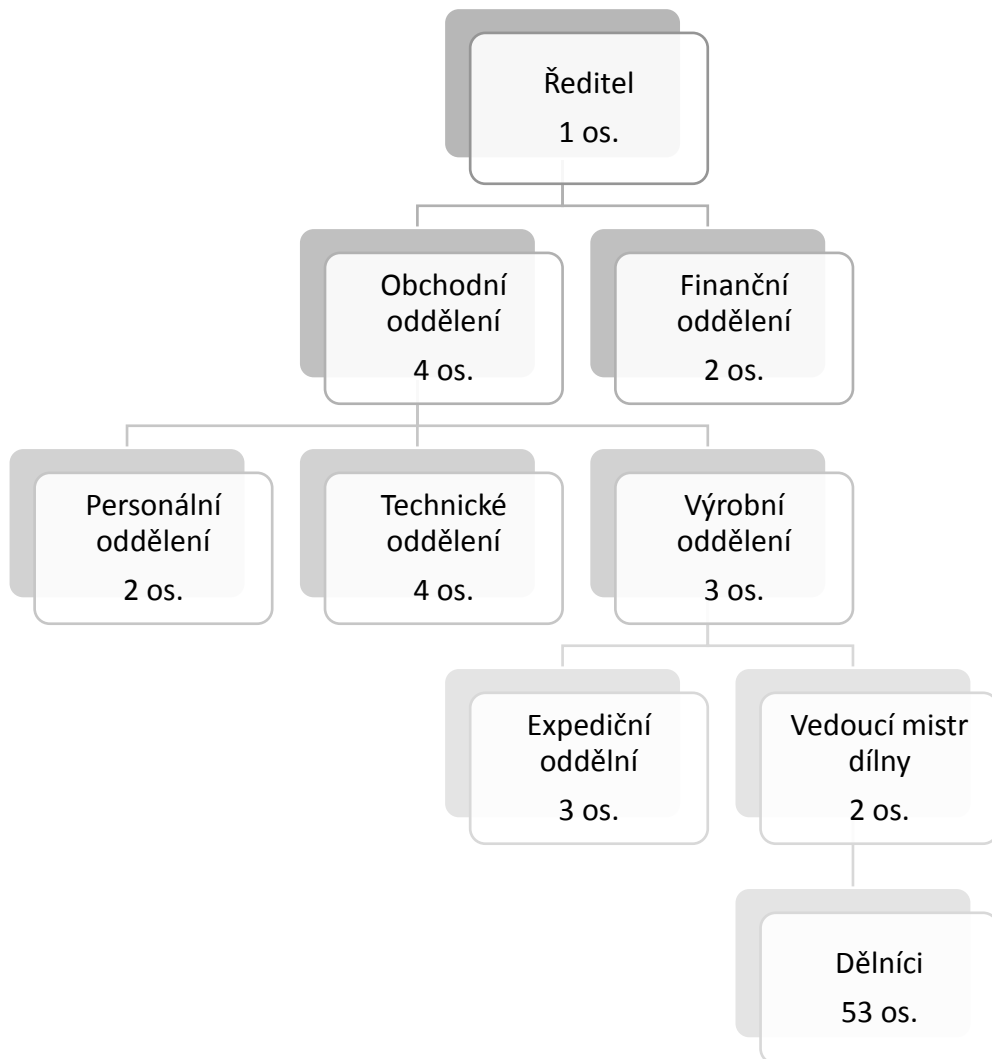 Ředitel
1 os.
Obchodní
oddělení
4 os.
Finanční
oddělení
2 os.
Personální
oddělení
2 os.
Technické
oddělení
4 os.
Výrobní
oddělení
3 os.
Expediční
oddělní
3 os.
Vedoucí mistr
dílny
2 os.
Dělníci
53 os.